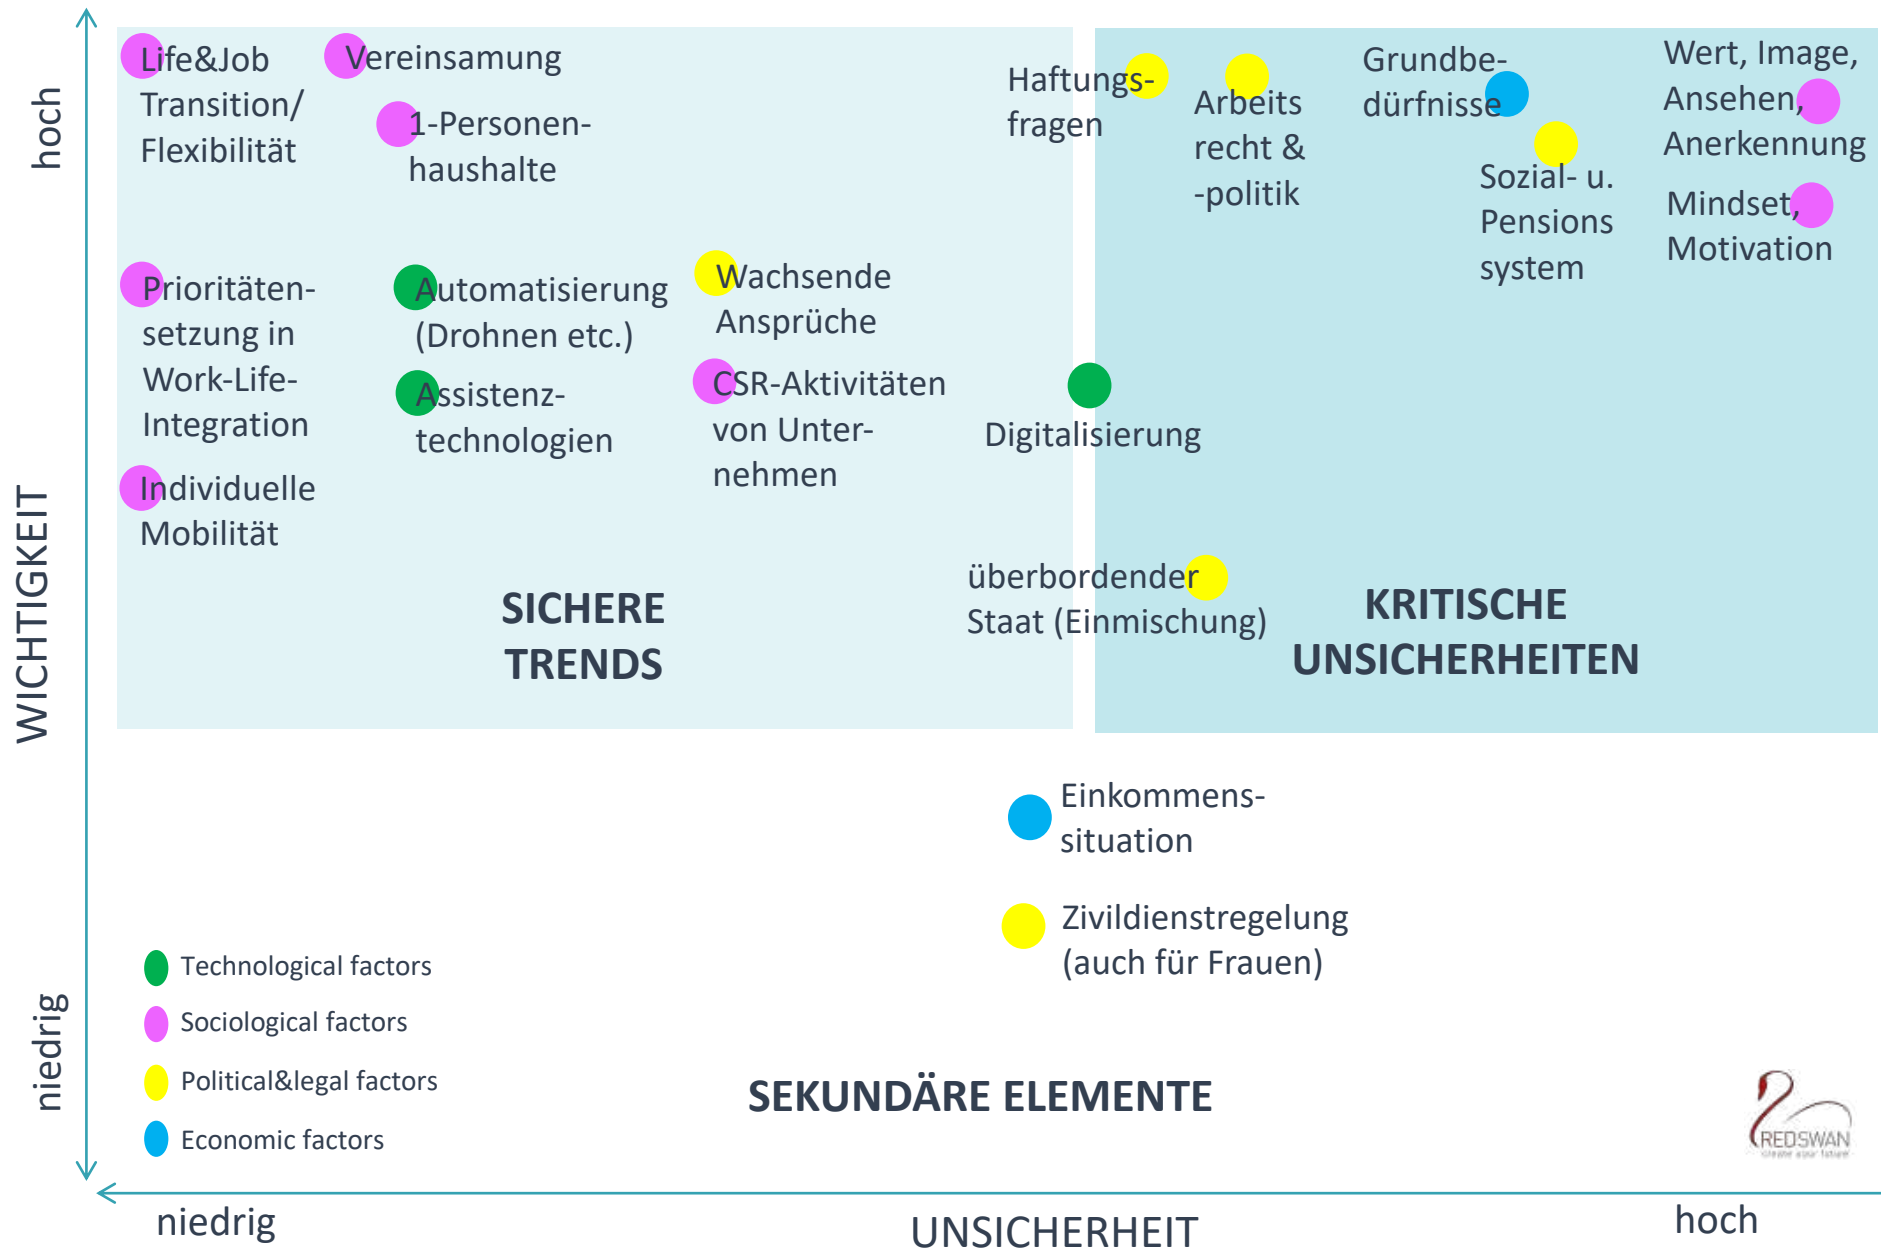 WICHTIGKEIT
hoch
niedrig
Life&Job
Transition/
Flexibilität
Vereinsamung
1-Personen-
haushalte
Prioritäten-
setzung in
Work-Life-
Integration
Automatisierung
(Drohnen etc.)
Assistenz-
technologien
Wachsende
Ansprüche
CSR-Aktivitäten
von Unter-
nehmen
Individuelle
Mobilität
SICHERE
TRENDS
Haftungs-
fragen
Arbeits
recht &
-politik
Grundbe-
dürfnisse
Sozial- u.
Pensions
system
Wert, Image,
Ansehen,
Anerkennung
Mindset,
Motivation
Digitalisierung
überbordender
Staat (Einmischung)
KRITISCHE
UNSICHERHEITEN
Einkommens-
situation
Zivildienstregelung
(auch für Frauen)
Technological factors
Sociological factors
Political&legal factors
Economic factors
SEKUNDÄRE ELEMENTE
REDSWAN
create your future!
niedrig
UNSICHERHEIT
hoch